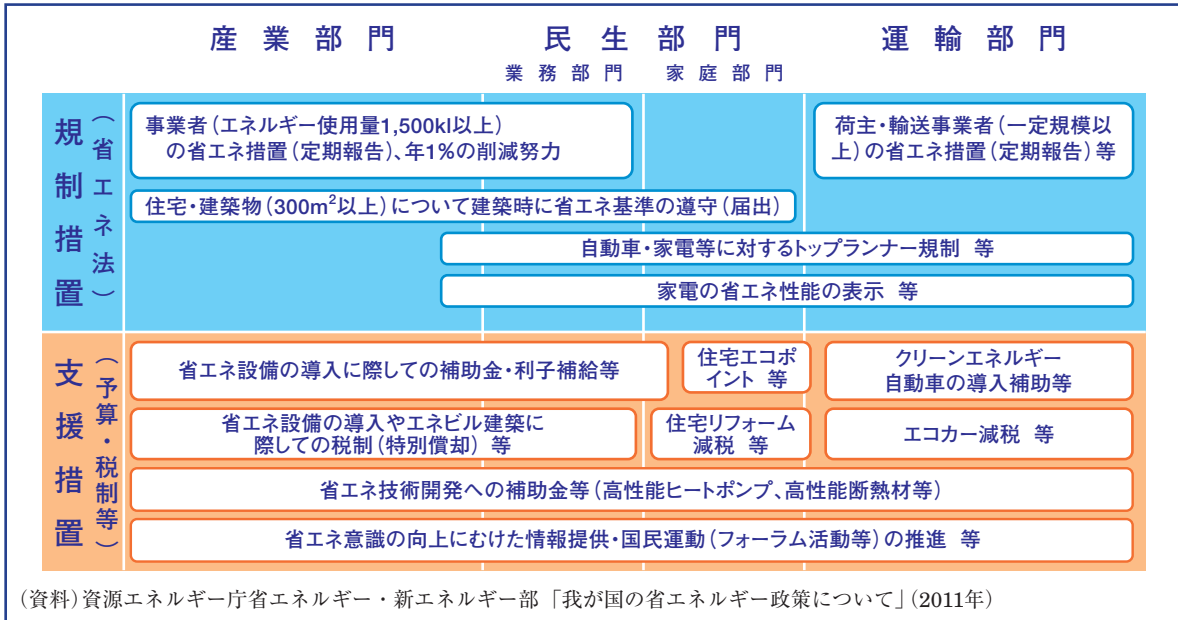 産業部門
民生部門
運輸部門
業務部門
家庭部門
規制措置
（省エネ法）
事業者（エネルギー使用量1,500kl以上）
の省エネ措置（定期報告）、年1%の削減努力
荷主・輸送事業者（一定規模以
上）の省エネ措置（定期報告）等
住宅・建築物（300m²以上）について建築時に省エネ基準の遵守（届出）
自動車・家電等に対するトップランナー規制 等
家電の省エネ性能の表示 等
支援措置
（予算・税制等）
省エネ設備の導入に際しての補助金・利子補給等
住宅エコポ
イント 等
クリーンエネルギー
自動車の導入補助等
省エネ設備の導入やエネビル建築に
際しての税制（特別償却）等
住宅リフォーム
減税 等
エコカー減税 等
省エネ技術開発への補助金等（高性能ヒートポンプ、高性能断熱材等）
省エネ意識の向上にむけた情報提供・国民運動（フォーラム活動等）の推進 等
（資料）資源エネルギー庁省エネルギー・新エネルギー部「我が国の省エネルギー政策について」（2011年）